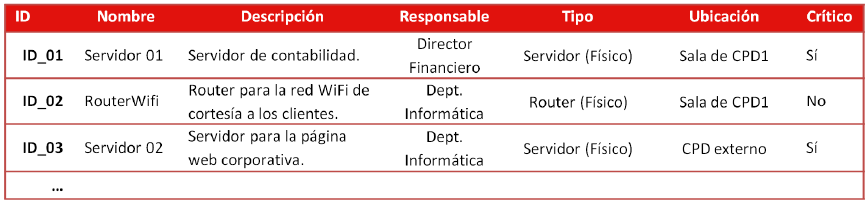 ID Nombre Descripción Responsable Tipo Ubicación Crítico
ID_01 Servidor 01 Servidor de contabilidad. Director Financiero Servidor (Físico) Sala de CPD1 Sí
ID_02 RouterWifi Router para la red WiFi de cortesía a los clientes. Dept. Informática Router (Físico) Sala de CPD1 No
ID_03 Servidor 02 Servidor para la página web corporativa. Dept. Informática Servidor (Físico) CPD externo Sí
...